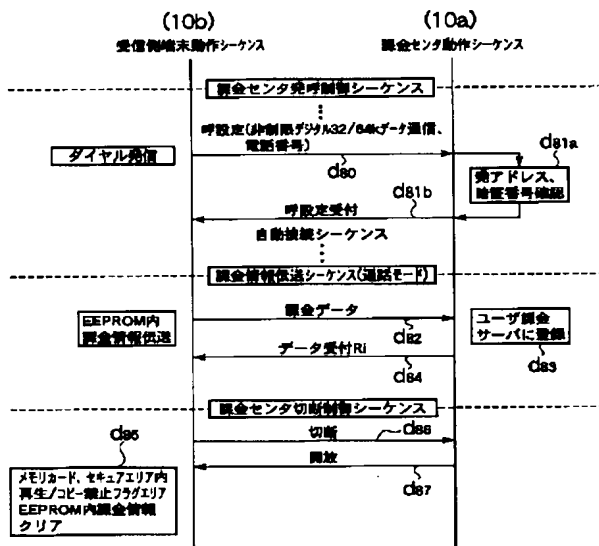 (10b)
受信側端末動作シーケンス
(10a)
課金センタ動作シーケンス
課金センタ発呼制御シーケンス
呼設定(非制限デジタル32/64kデータ通信、
電話番号)
ダイヤル発信
d80
d81a
発アドレス、
暗証番号確認
d81b
呼設定受付
自動接続シーケンス
課金情報伝送シーケンス(通話モード)
EEPROM内
課金情報伝送
課金データ
d82
ユーザ課金
サーバに登録
d83
データ受付Ri
d84
課金センタ切断制御シーケンス
d85
切断
d86
開放
d87
メモリカード、セキュアエリア内
再生/コピー禁止フラグエリア
EEPROM内課金情報
クリア